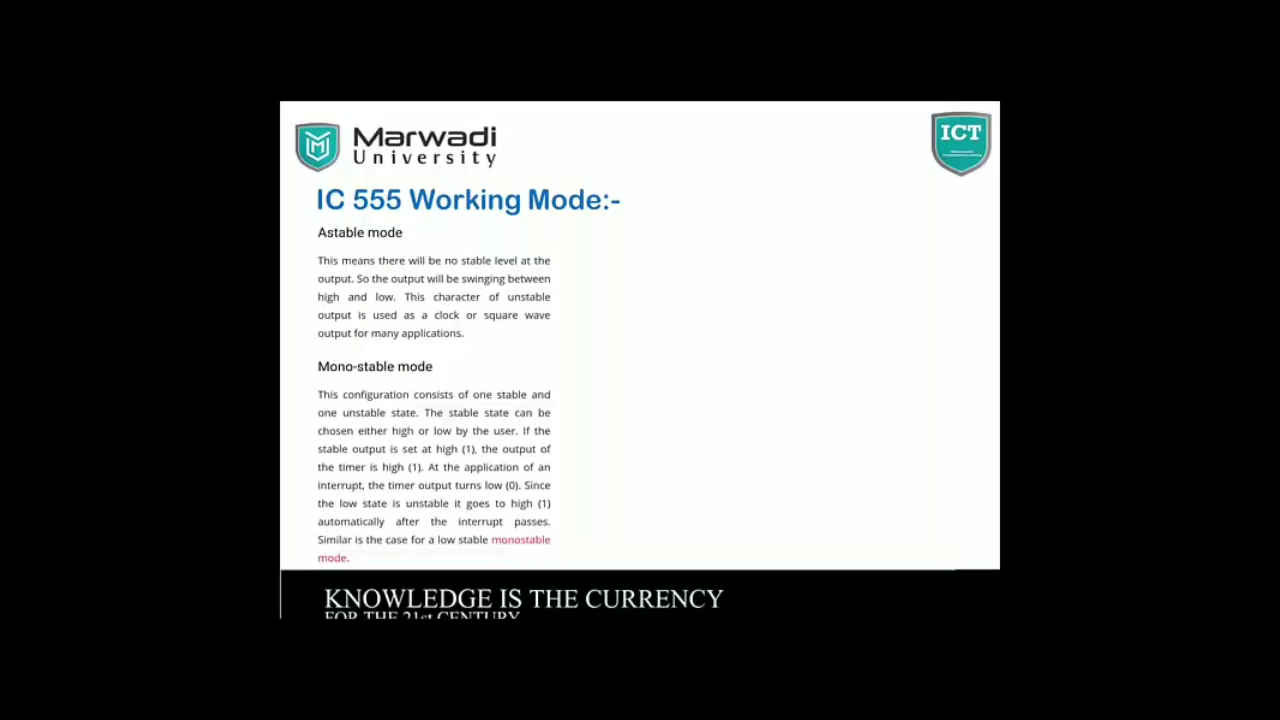 Marwadi
University
ICT
IC 555 Working Mode:-
Astable mode
This means there will be no stable level at the
output. So the output will be swinging between
high and low. This character of unstable
output is used as a clock or square wave
output for many applications.
Mono-stable mode
This configuration consists of one stable and
one unstable state. The stable state can be
chosen either high or low by the user. If the
stable output is set at high (1), the output of
the timer is high (1). At the application of an
interrupt, the timer output turns low (0). Since
the low state is unstable it goes to high (1)
automatically after the interrupt passes.
Similar is the case for a low stable monostable
mode.
KNOWLEDGE IS THE CURRENCY
FOR THE 21st CENTURY